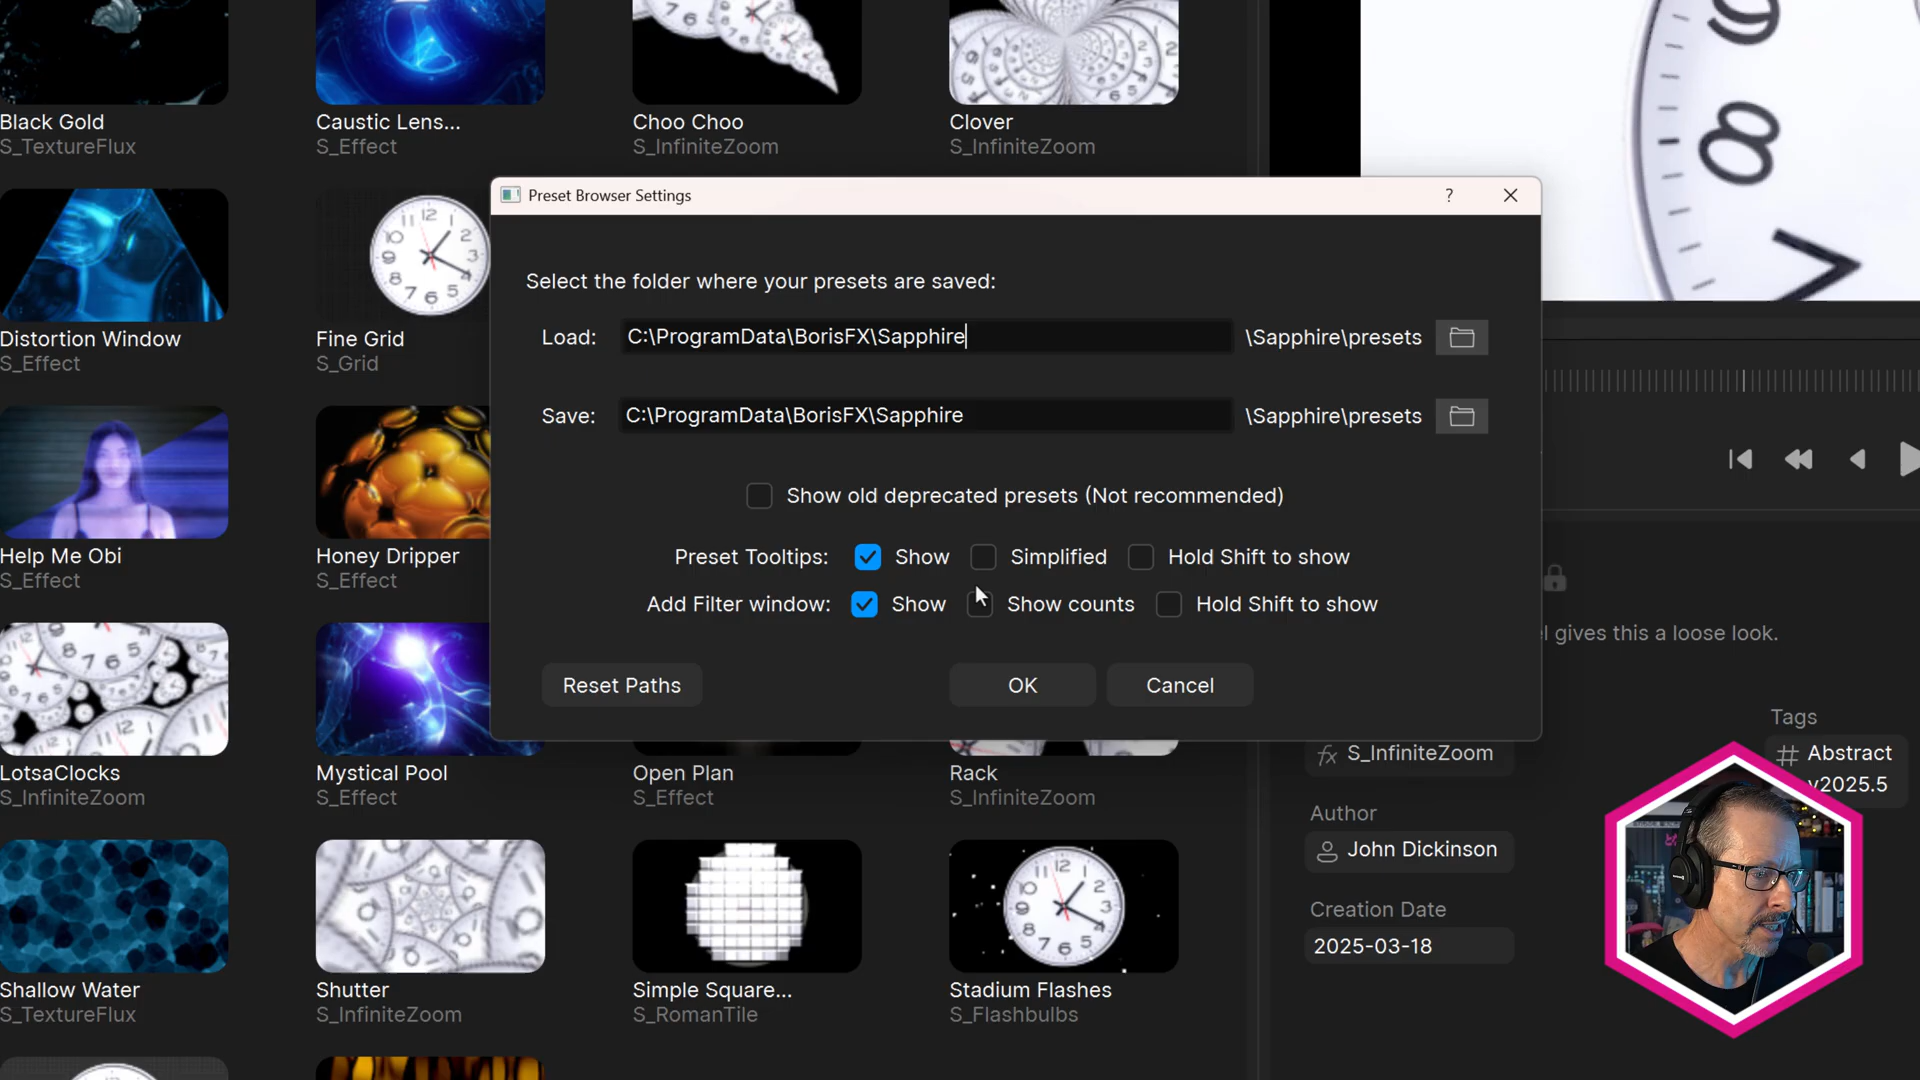 Black Gold
S_TextureFlux
Caustic Lens...
S_Effect
Choo Choo
S_InfiniteZoom
Clover
S_InfiniteZoom
Distortion Window
S_Effect
Fine Grid
S_Grid
Help Me Obi
S_Effect
Honey Dripper
S_Effect
LotsaClocks
S_InfiniteZoom
Mystical Pool
S_Effect
Open Plan
S_Effect
Rack
S_InfiniteZoom
Shallow Water
S_TextureFlux
Shutter
S_InfiniteZoom
Simple Square...
S_RomanTile
Stadium Flashes
S_Flashbulbs
Preset Browser Settings
?
Select the folder where your presets are saved:
Load: C:\ProgramData\BorisFX\Sapphire \Sapphire\presets
Save: C:\ProgramData\BorisFX\Sapphire \Sapphire\presets
Show old deprecated presets (Not recommended)
Preset Tooltips: Show Simplified Hold Shift to show
Add Filter window: Show Show counts Hold Shift to show
Reset Paths OK Cancel
gives this a loose look.
Tags
fx S_InfiniteZoom
# Abstract
v2025.5
Author
John Dickinson
Creation Date
2025-03-18